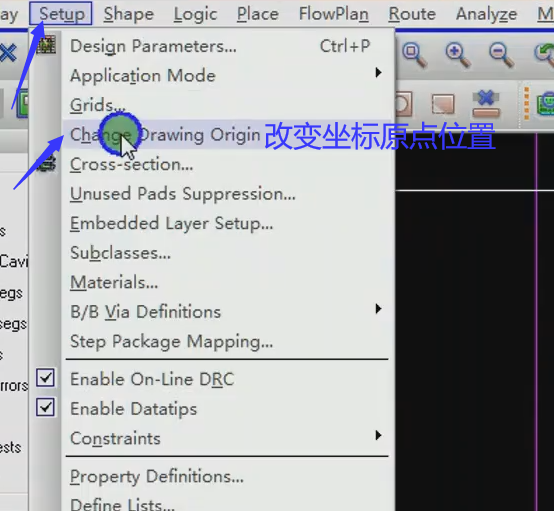 ay Setup Shape Logic Place FlowPlan Route Analyze M
Design Parameters... Ctrl+P
Application Mode
Grids...
Change Drawing Origin 改变坐标原点位置
Cross-section...
Unused Pads Suppression...
s
Embedded Layer Setup...
Subclasses...
Cavi
Materials...
egs
B/B Via Definitions
segs
Step Package Mapping...
s
Enable On-Line DRC
rrors
Enable Datatips
Constraints
ests
Property Definitions...
Define Lists...